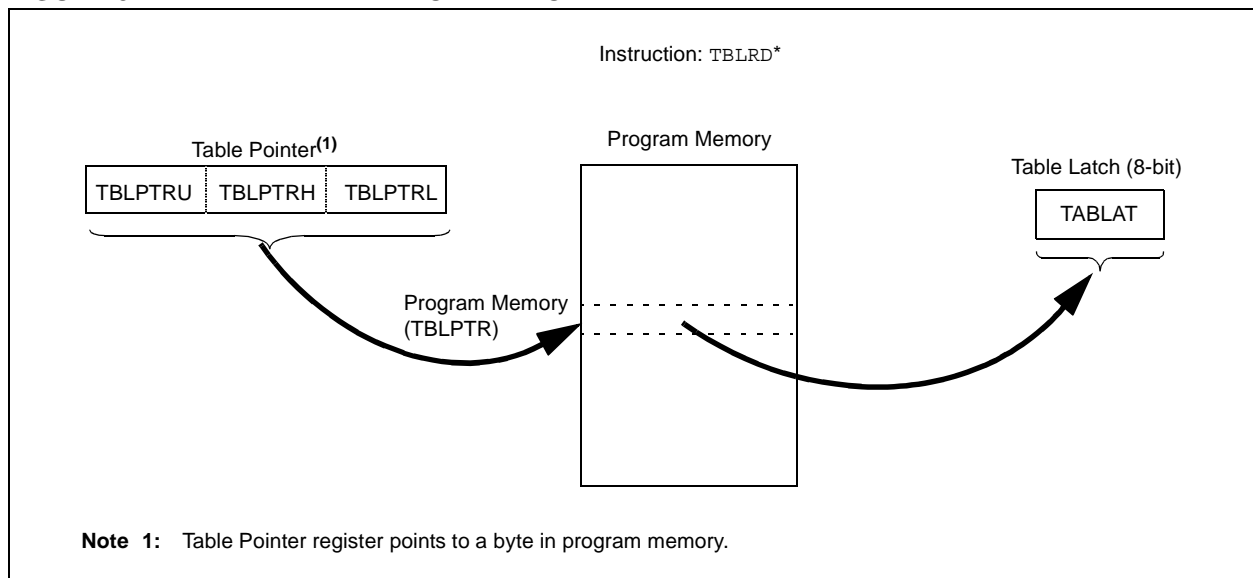 Instruction: TBLRD*
Table Pointer(1)
Program Memory
Table Latch (8-bit)
TBLPTRU TBLPTRH TBLPTRL
TABLAT
Program Memory
(TBLPTR)
Note 1: Table Pointer register points to a byte in program memory.